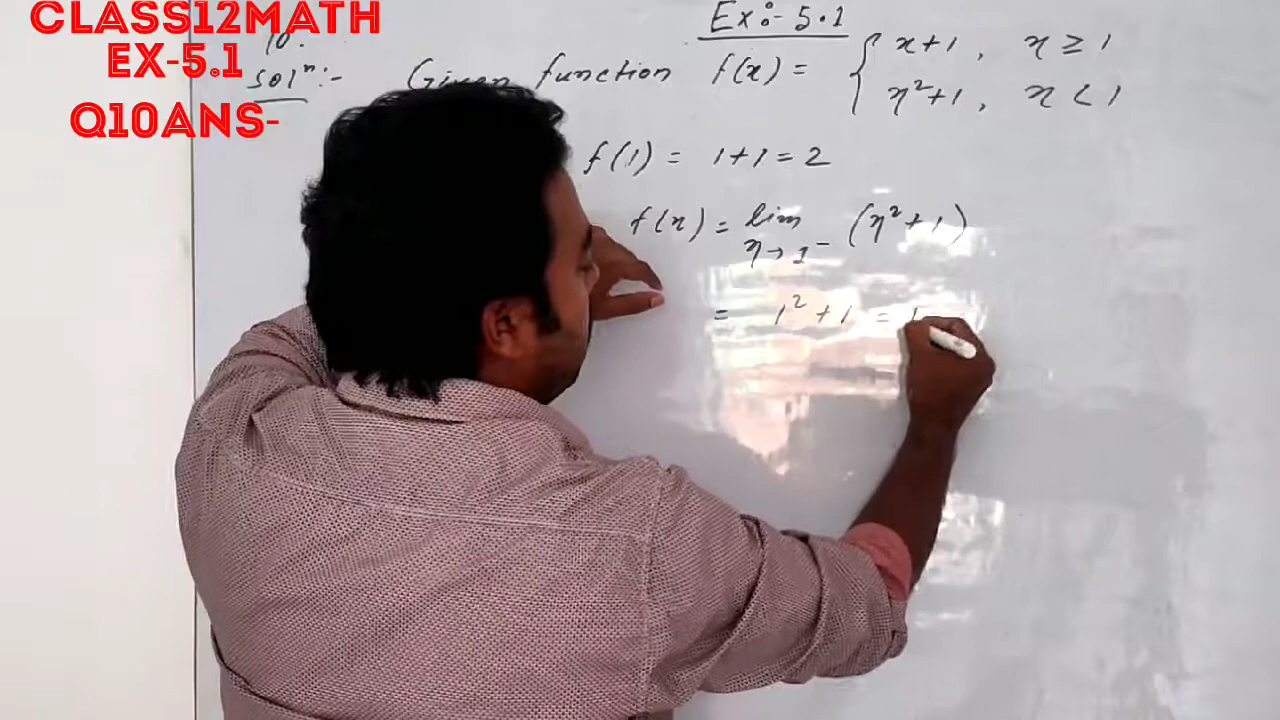 CLASS12MATH
EX-5.1
Q10ANS-
Ex:- 5.1
10.
Solⁿ:- Given function f(x) = { x+1, x ≥ 1
x²+1, x < 1
f(1) = 1+1 = 2
f(x) = lim x→1⁻ (x²+1)
= 1²+1 = 1